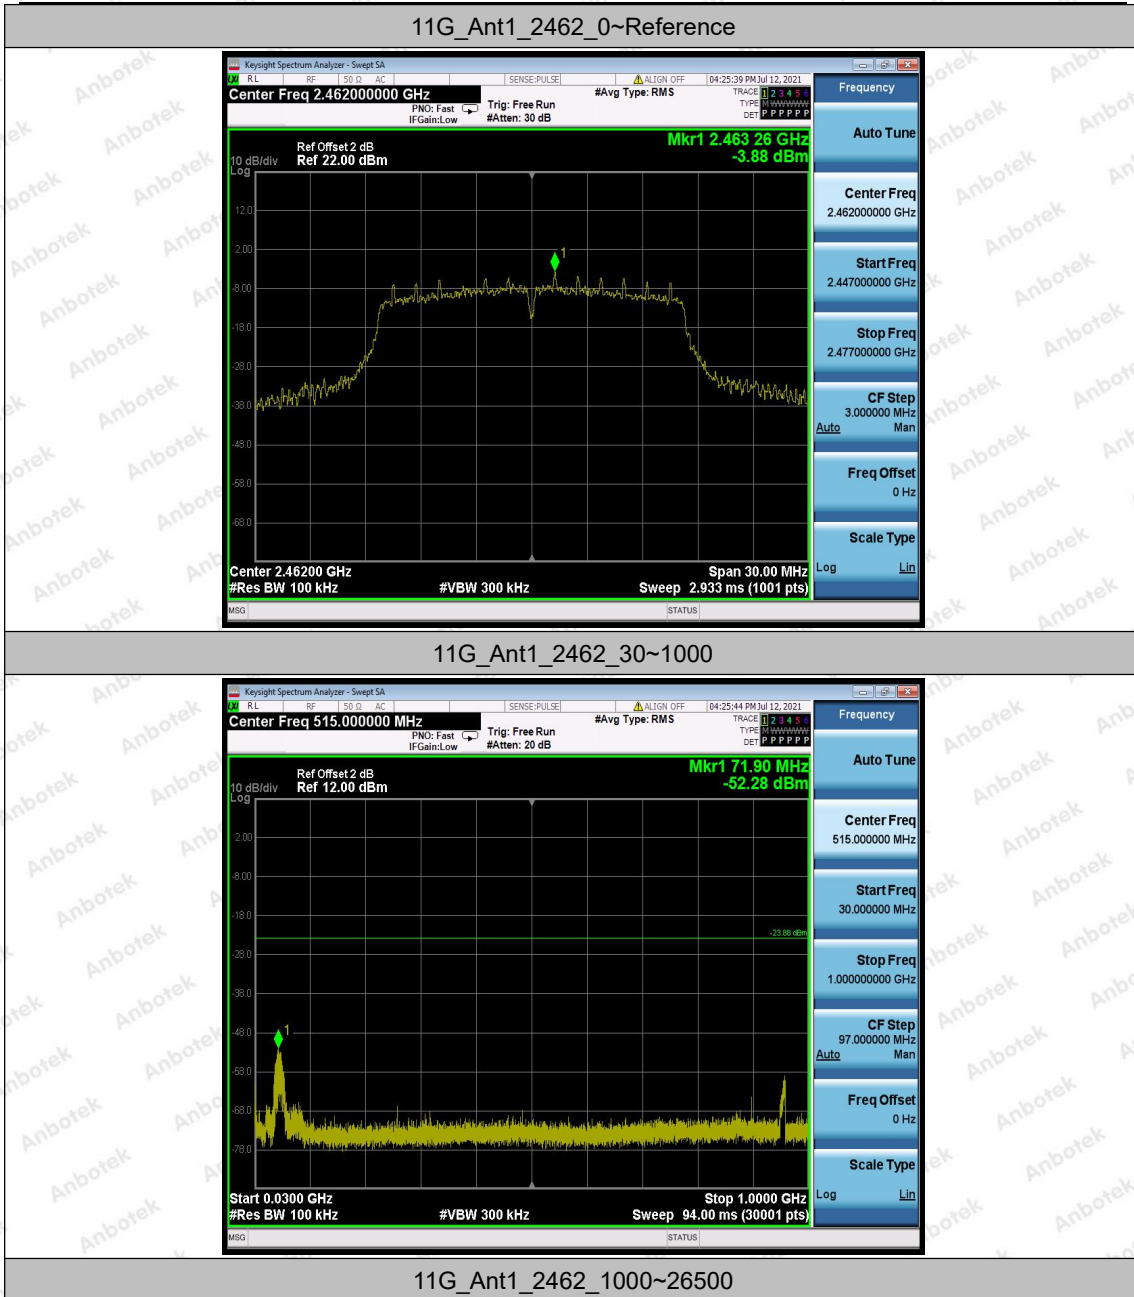 11G_Ant1_2462_0~Reference
Keysight Spectrum Analyzer - Swept SA
RL RF 50 Ω AC SENSE:PULSE ALIGN OFF 04:25:39 PM Jul 12, 2021
Center Freq 2.462000000 GHz #Avg Type: RMS TRACE 1 2 3 4 5 6
PNO: Fast Trig: Free Run TYPE M WWWWW
IFGain:Low #Atten: 30 dB DET P P P P P P
Mkr1 2.463 26 GHz
Ref Offset 2 dB
10 dB/div Ref 22.00 dBm -3.88 dBm
Log
12.0
2.00
1
-8.00
-18.0
-28.0
-38.0
-48.0
-58.0
-68.0
Center 2.46200 GHz Span 30.00 MHz
#Res BW 100 kHz #VBW 300 kHz Sweep 2.933 ms (1001 pts)
MSG STATUS
Frequency
Auto Tune
Center Freq
2.462000000 GHz
Start Freq
2.447000000 GHz
Stop Freq
2.477000000 GHz
CF Step
3.000000 MHz
Auto Man
Freq Offset
0 Hz
Scale Type
Log Lin
11G_Ant1_2462_30~1000
Keysight Spectrum Analyzer - Swept SA
RL RF 50 Ω AC SENSE:PULSE ALIGN OFF 04:25:44 PM Jul 12, 2021
Center Freq 515.000000 MHz #Avg Type: RMS TRACE 1 2 3 4 5 6
PNO: Fast Trig: Free Run TYPE M WWWWW
IFGain:Low #Atten: 20 dB DET P P P P P P
Mkr1 71.90 MHz
Ref Offset 2 dB
10 dB/div Ref 12.00 dBm -52.28 dBm
Log
2.00
-8.00
-18.0
-23.88 dBm
-28.0
-38.0
-48.0
1
-58.0
-68.0
-78.0
Start 0.0300 GHz Stop 1.0000 GHz
#Res BW 100 kHz #VBW 300 kHz Sweep 94.00 ms (30001 pts)
MSG STATUS
Frequency
Auto Tune
Center Freq
515.000000 MHz
Start Freq
30.000000 MHz
Stop Freq
1.000000000 GHz
CF Step
97.000000 MHz
Auto Man
Freq Offset
0 Hz
Scale Type
Log Lin
11G_Ant1_2462_1000~26500
Anbotek